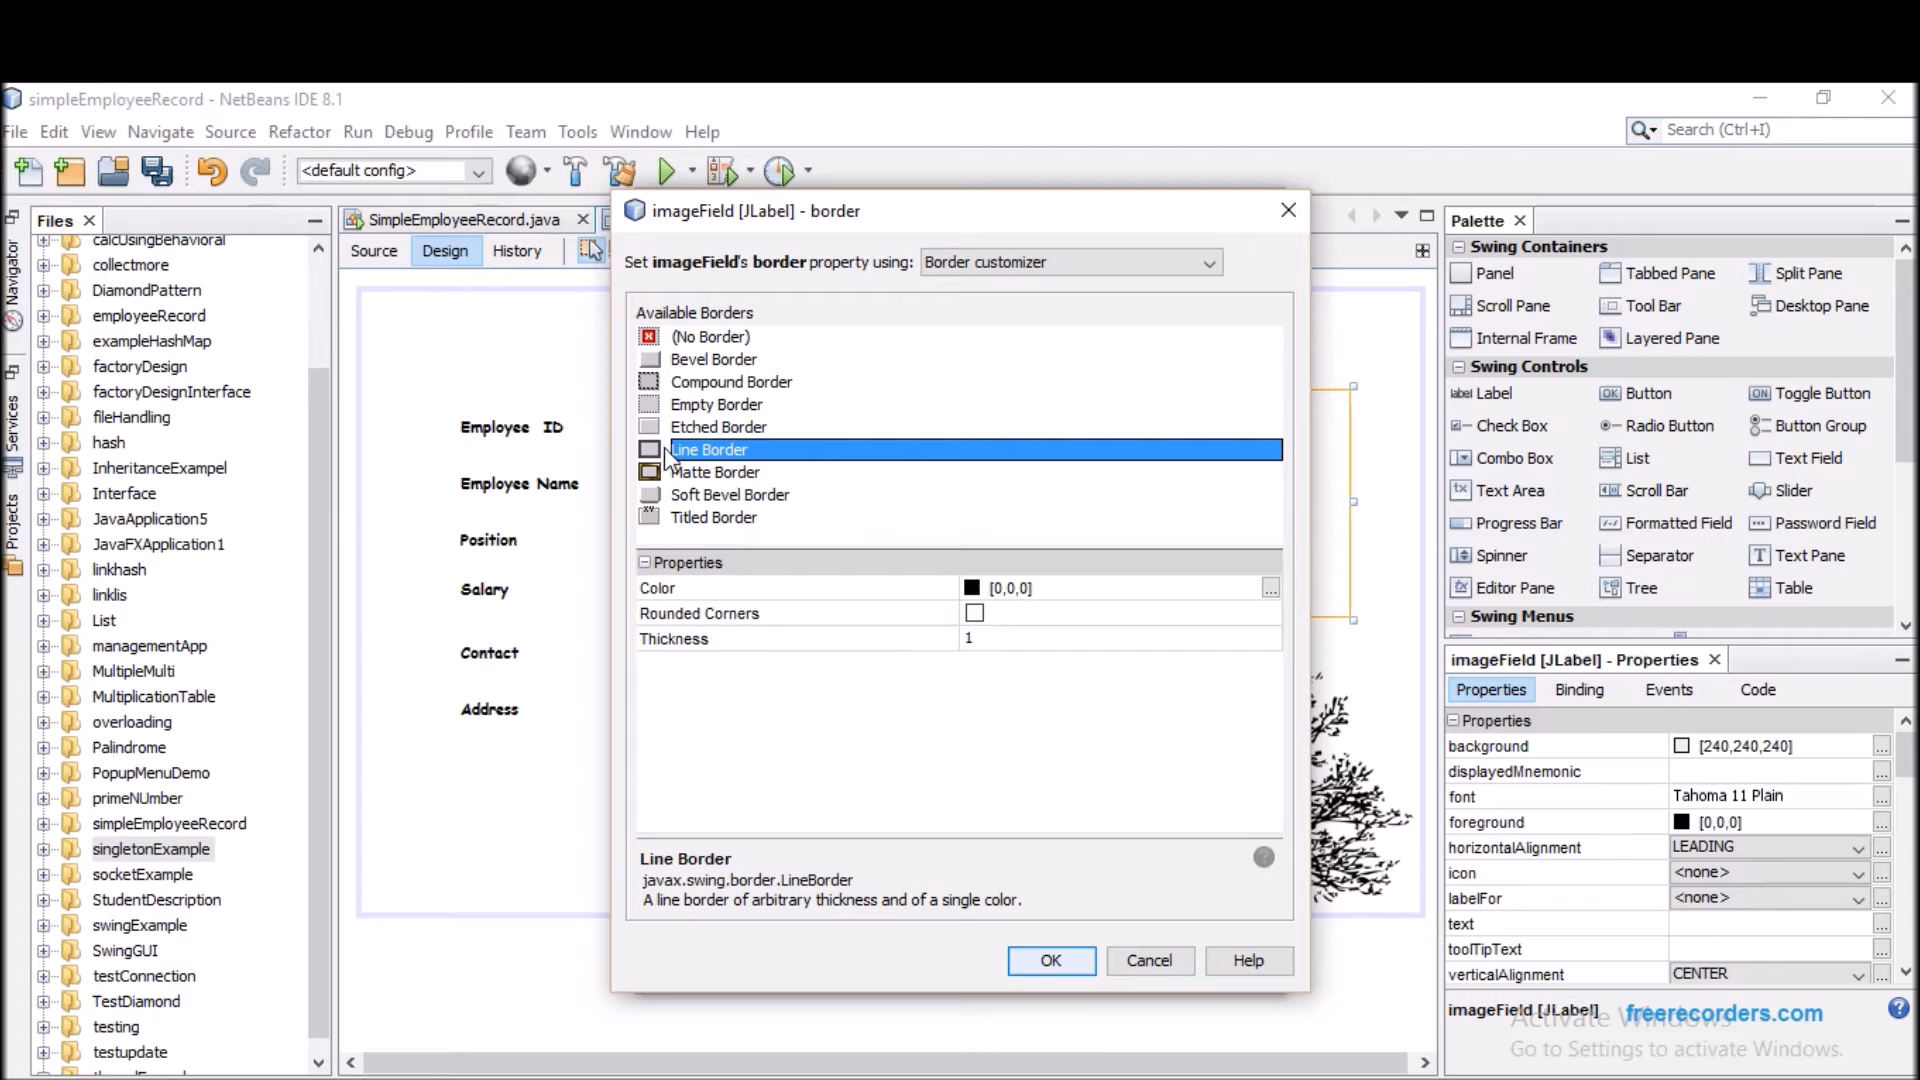 simpleEmployeeRecord - NetBeans IDE 8.1
File Edit View Navigate Source Refactor Run Debug Profile Team Tools Window Help
Search (Ctrl+I)
<default config>
Files
Navigator
Services
Projects
calcUsingBehavioral
collectmore
DiamondPattern
employeeRecord
exampleHashMap
factoryDesign
factoryDesignInterface
fileHandling
hash
InheritanceExampel
Interface
JavaApplication5
JavaFXApplication1
linkhash
linklis
List
managementApp
MultipleMulti
MultiplicationTable
overloading
Palindrome
PopupMenuDemo
primeNUmber
simpleEmployeeRecord
singletonExample
socketExample
StudentDescription
swingExample
SwingGUI
testConnection
TestDiamond
testing
testupdate
SimpleEmployeeRecord.java
Source Design History
Employee ID
Employee Name
Position
Salary
Contact
Address
imageField [JLabel] - border
Set imageField's border property using: Border customizer
Available Borders
(No Border)
Bevel Border
Compound Border
Empty Border
Etched Border
Line Border
Matte Border
Soft Bevel Border
Titled Border
Properties
Color [0,0,0] ...
Rounded Corners
Thickness 1
Line Border
javax.swing.border.LineBorder
A line border of arbitrary thickness and of a single color.
OK Cancel Help
Palette
Swing Containers
Panel Tabbed Pane Split Pane
Scroll Pane Tool Bar Desktop Pane
Internal Frame Layered Pane
Swing Controls
label Label OK Button ON Toggle Button
Check Box Radio Button Button Group
Combo Box List Text Field
Text Area Scroll Bar Slider
Progress Bar Formatted Field Password Field
Spinner Separator Text Pane
Editor Pane Tree Table
Swing Menus
imageField [JLabel] - Properties
Properties Binding Events Code
Properties
background [240,240,240] ...
displayedMnemonic ...
font Tahoma 11 Plain ...
foreground [0,0,0] ...
horizontalAlignment LEADING ...
icon <none> ...
labelFor <none> ...
text ...
toolTipText ...
verticalAlignment CENTER ...
imageField [JLabel]
freerecorders.com
Activate Windows
Go to Settings to activate Windows.